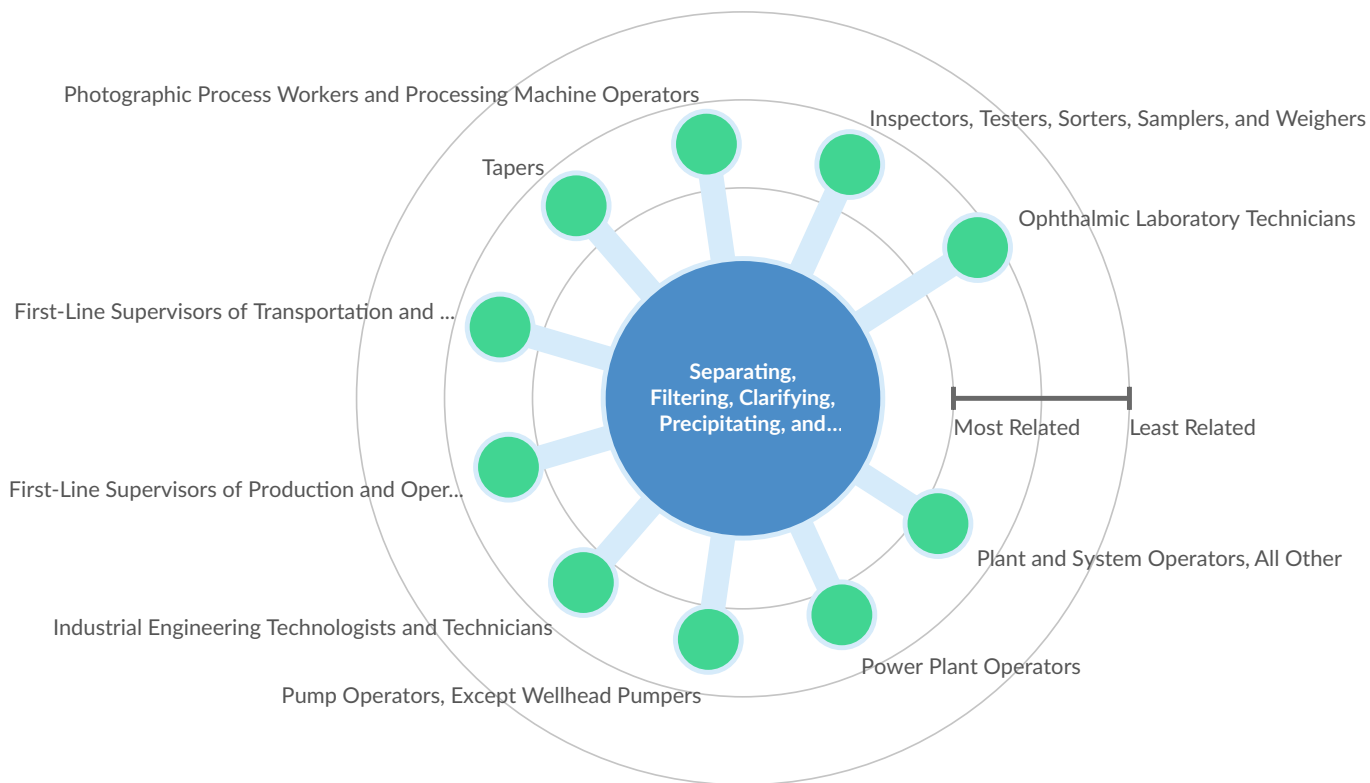 Photographic Process Workers and Processing Machine Operators
Inspectors, Testers, Sorters, Samplers, and Weighers
Tapers
Ophthalmic Laboratory Technicians
First-Line Supervisors of Transportation and ...
Separating,
Filtering, Clarifying,
Precipitating, and...
Most Related
Least Related
First-Line Supervisors of Production and Oper...
Plant and System Operators, All Other
Industrial Engineering Technologists and Technicians
Power Plant Operators
Pump Operators, Except Wellhead Pumpers